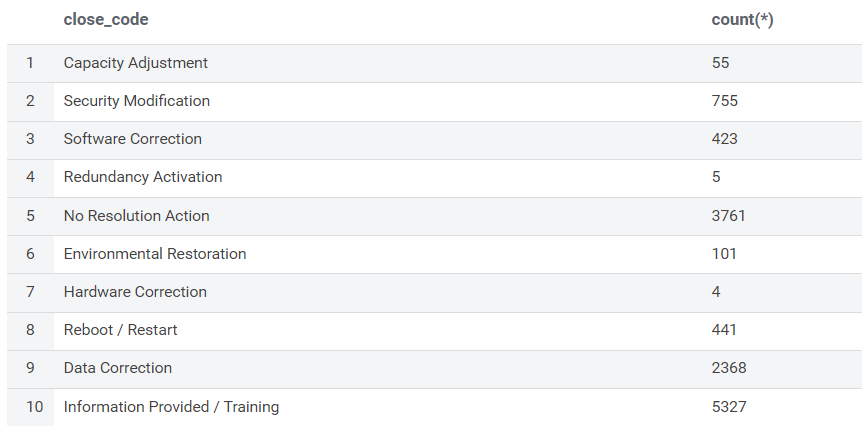 close_code count(*)
1 Capacity Adjustment 55
2 Security Modification 755
3 Software Correction 423
4 Redundancy Activation 5
5 No Resolution Action 3761
6 Environmental Restoration 101
7 Hardware Correction 4
8 Reboot / Restart 441
9 Data Correction 2368
10 Information Provided / Training 5327